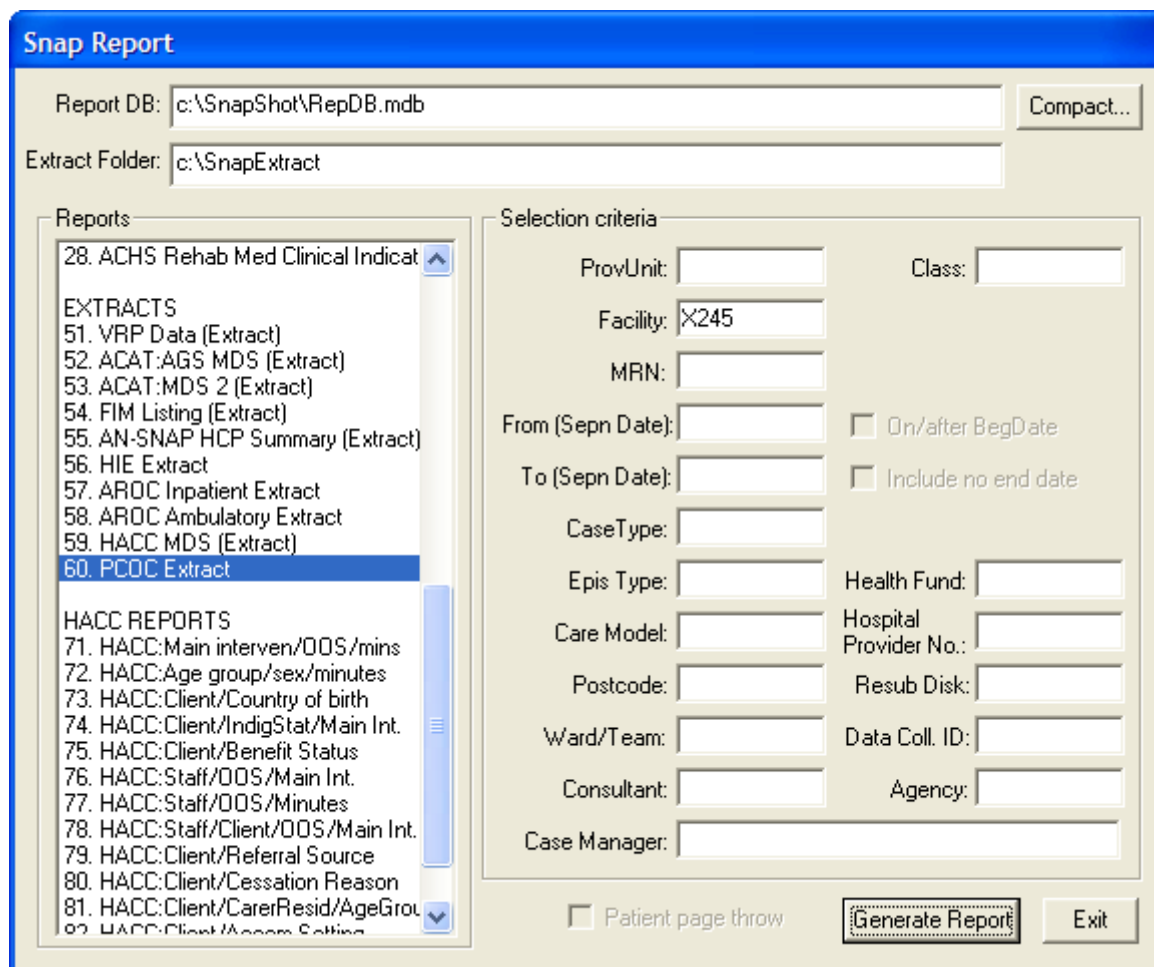 Snap Report
Report DB: c:\SnapShot\RepDB.mdb Compact...
Extract Folder: c:\SnapExtract
Reports
28. ACHS Rehab Med Clinical Indicat
EXTRACTS
51. VRP Data (Extract)
52. ACAT:AGS MDS (Extract)
53. ACAT:MDS 2 (Extract)
54. FIM Listing (Extract)
55. AN-SNAP HCP Summary (Extract)
56. HIE Extract
57. AROC Inpatient Extract
58. AROC Ambulatory Extract
59. HACC MDS (Extract)
60. PCOC Extract
HACC REPORTS
71. HACC:Main interven/OOS/mins
72. HACC:Age group/sex/minutes
73. HACC:Client/Country of birth
74. HACC:Client/IndigStat/Main Int.
75. HACC:Client/Benefit Status
76. HACC:Staff/OOS/Main Int.
77. HACC:Staff/OOS/Minutes
78. HACC:Staff/Client/OOS/Main Int.
79. HACC:Client/Referral Source
80. HACC:Client/Cessation Reason
81. HACC:Client/CarerResid/AgeGrou
82. HACC:Client/Accom Setting
Selection criteria
ProvUnit: Class:
Facility: X245
MRN:
From (Sepn Date): On/after BegDate
To (Sepn Date): Include no end date
CaseType:
Epis Type: Health Fund:
Care Model: Hospital Provider No.:
Postcode: Resub Disk:
Ward/Team: Data Coll. ID:
Consultant: Agency:
Case Manager:
Patient page throw Generate Report Exit